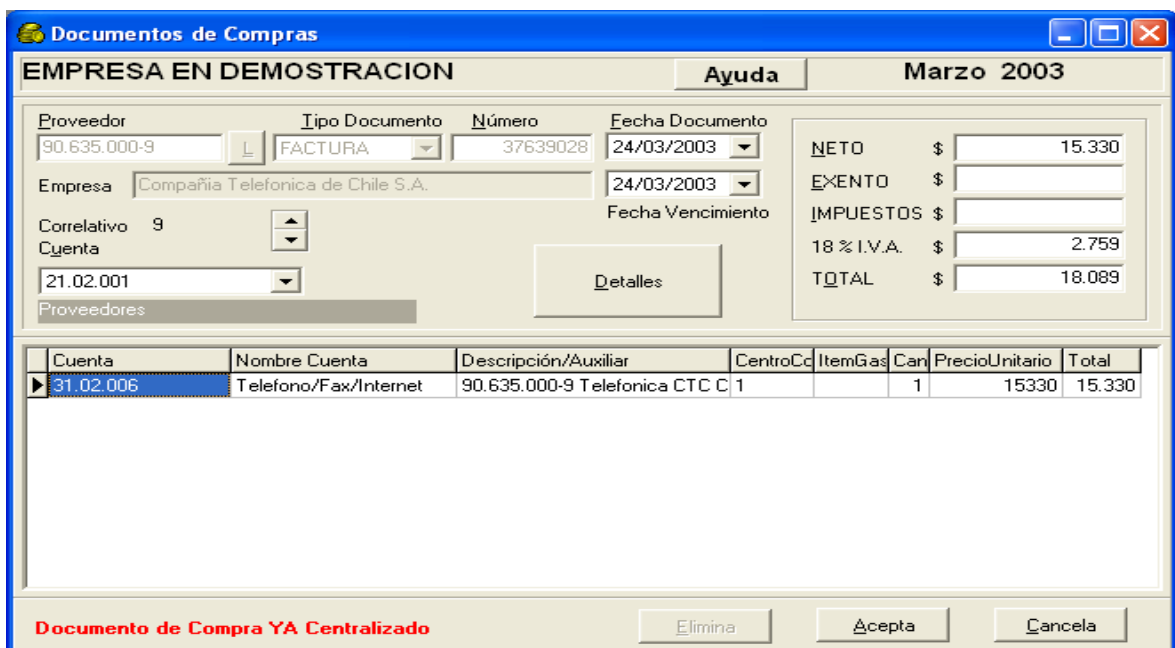 Documentos de Compras
EMPRESA EN DEMOSTRACION Ayuda Marzo 2003
Proveedor Tipo Documento Número Fecha Documento
90.635.000-9 L FACTURA 37639028 24/03/2003
Empresa Compañia Telefonica de Chile S.A. 24/03/2003
Fecha Vencimiento
Correlativo 9
Cuenta
21.02.001
Proveedores
Detalles
NETO $ 15.330
EXENTO $
IMPUESTOS $
18 % I.V.A. $ 2.759
TOTAL $ 18.089
Cuenta Nombre Cuenta Descripción/Auxiliar CentroCo ItemGas Can PrecioUnitario Total
31.02.006 Telefono/Fax/Internet 90.635.000-9 Telefonica CTC C 1 1 15330 15.330
Documento de Compra YA Centralizado Elimina Acepta Cancela